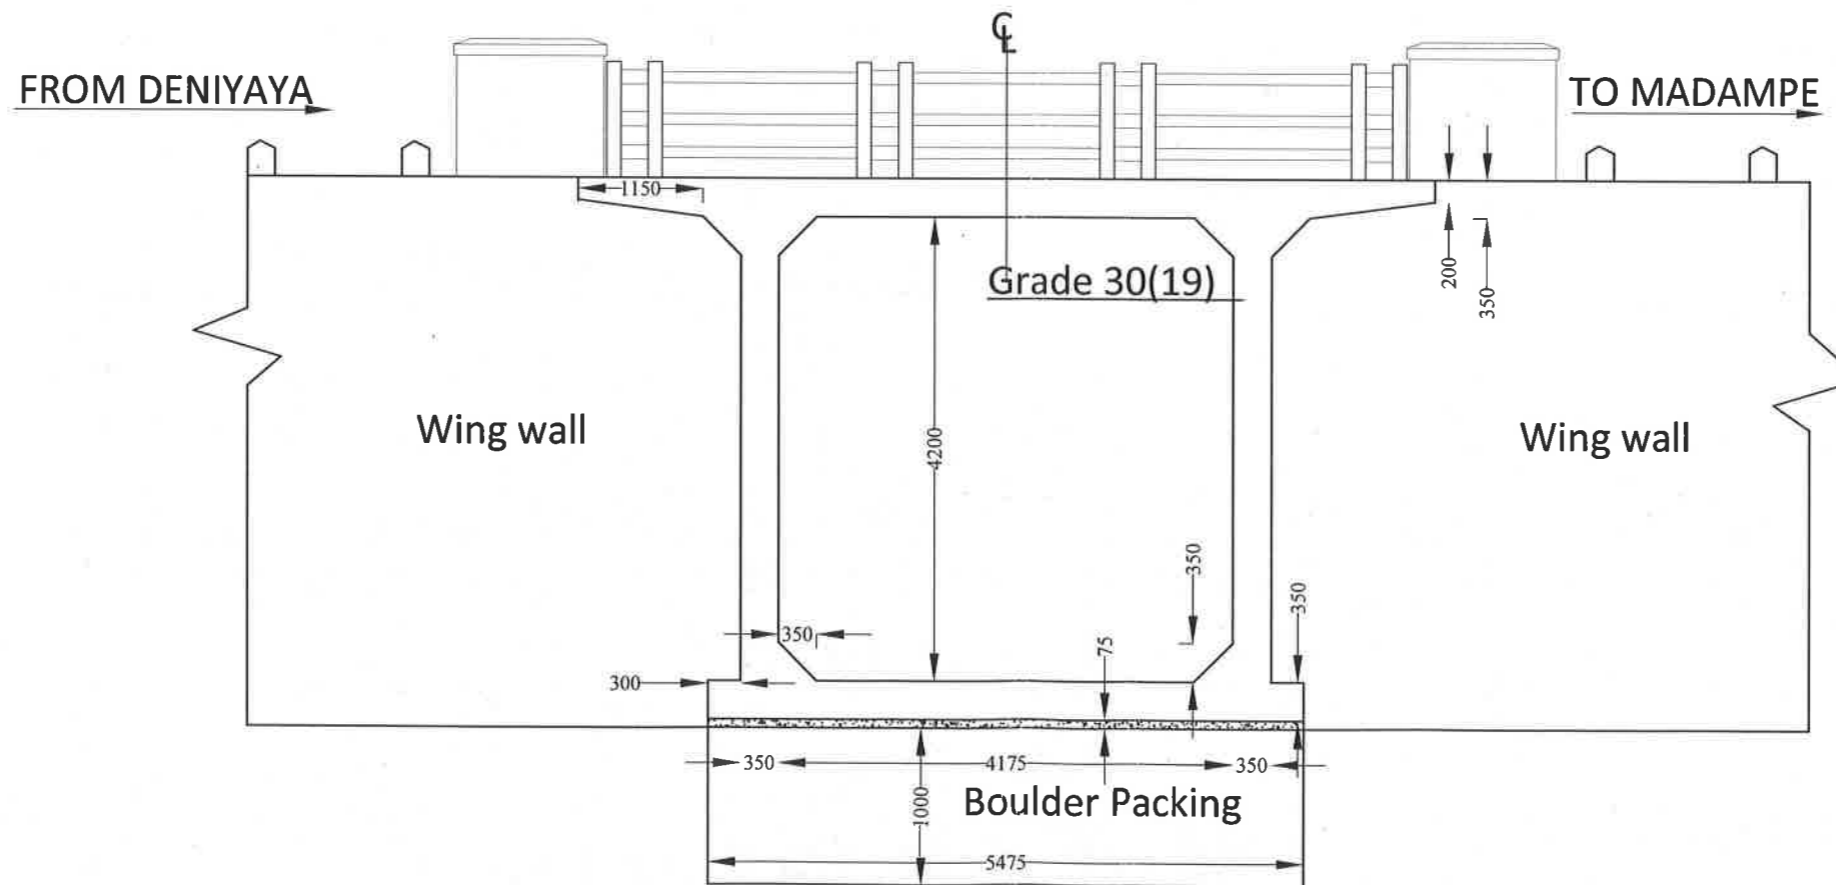 ℄
FROM DENIYAYA
TO MADAMPE
1150
Grade 30(19)
200
350
Wing wall
4200
Wing wall
350
350
350
75
300
350
4175
350
1000
Boulder Packing
5475